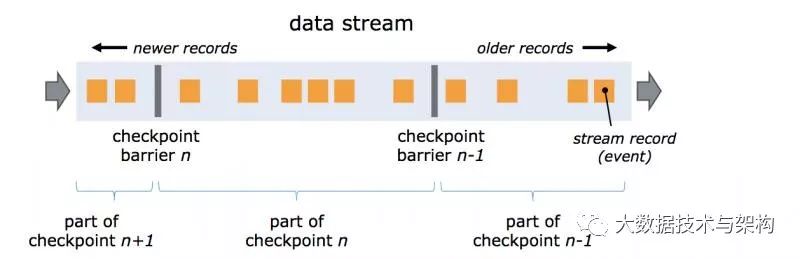 data stream
newer records
older records
checkpoint
barrier n
checkpoint
barrier n-1
stream record
(event)
part of
checkpoint n+1
part of
checkpoint n
part of
checkpoint n-1
大数据技术与架构